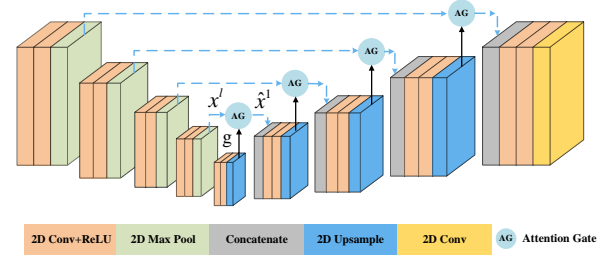 AG
AG
AG
x^l
AG
x̂^1
g
2D Conv+ReLU
2D Max Pool
Concatenate
2D Upsample
2D Conv
AG
Attention Gate